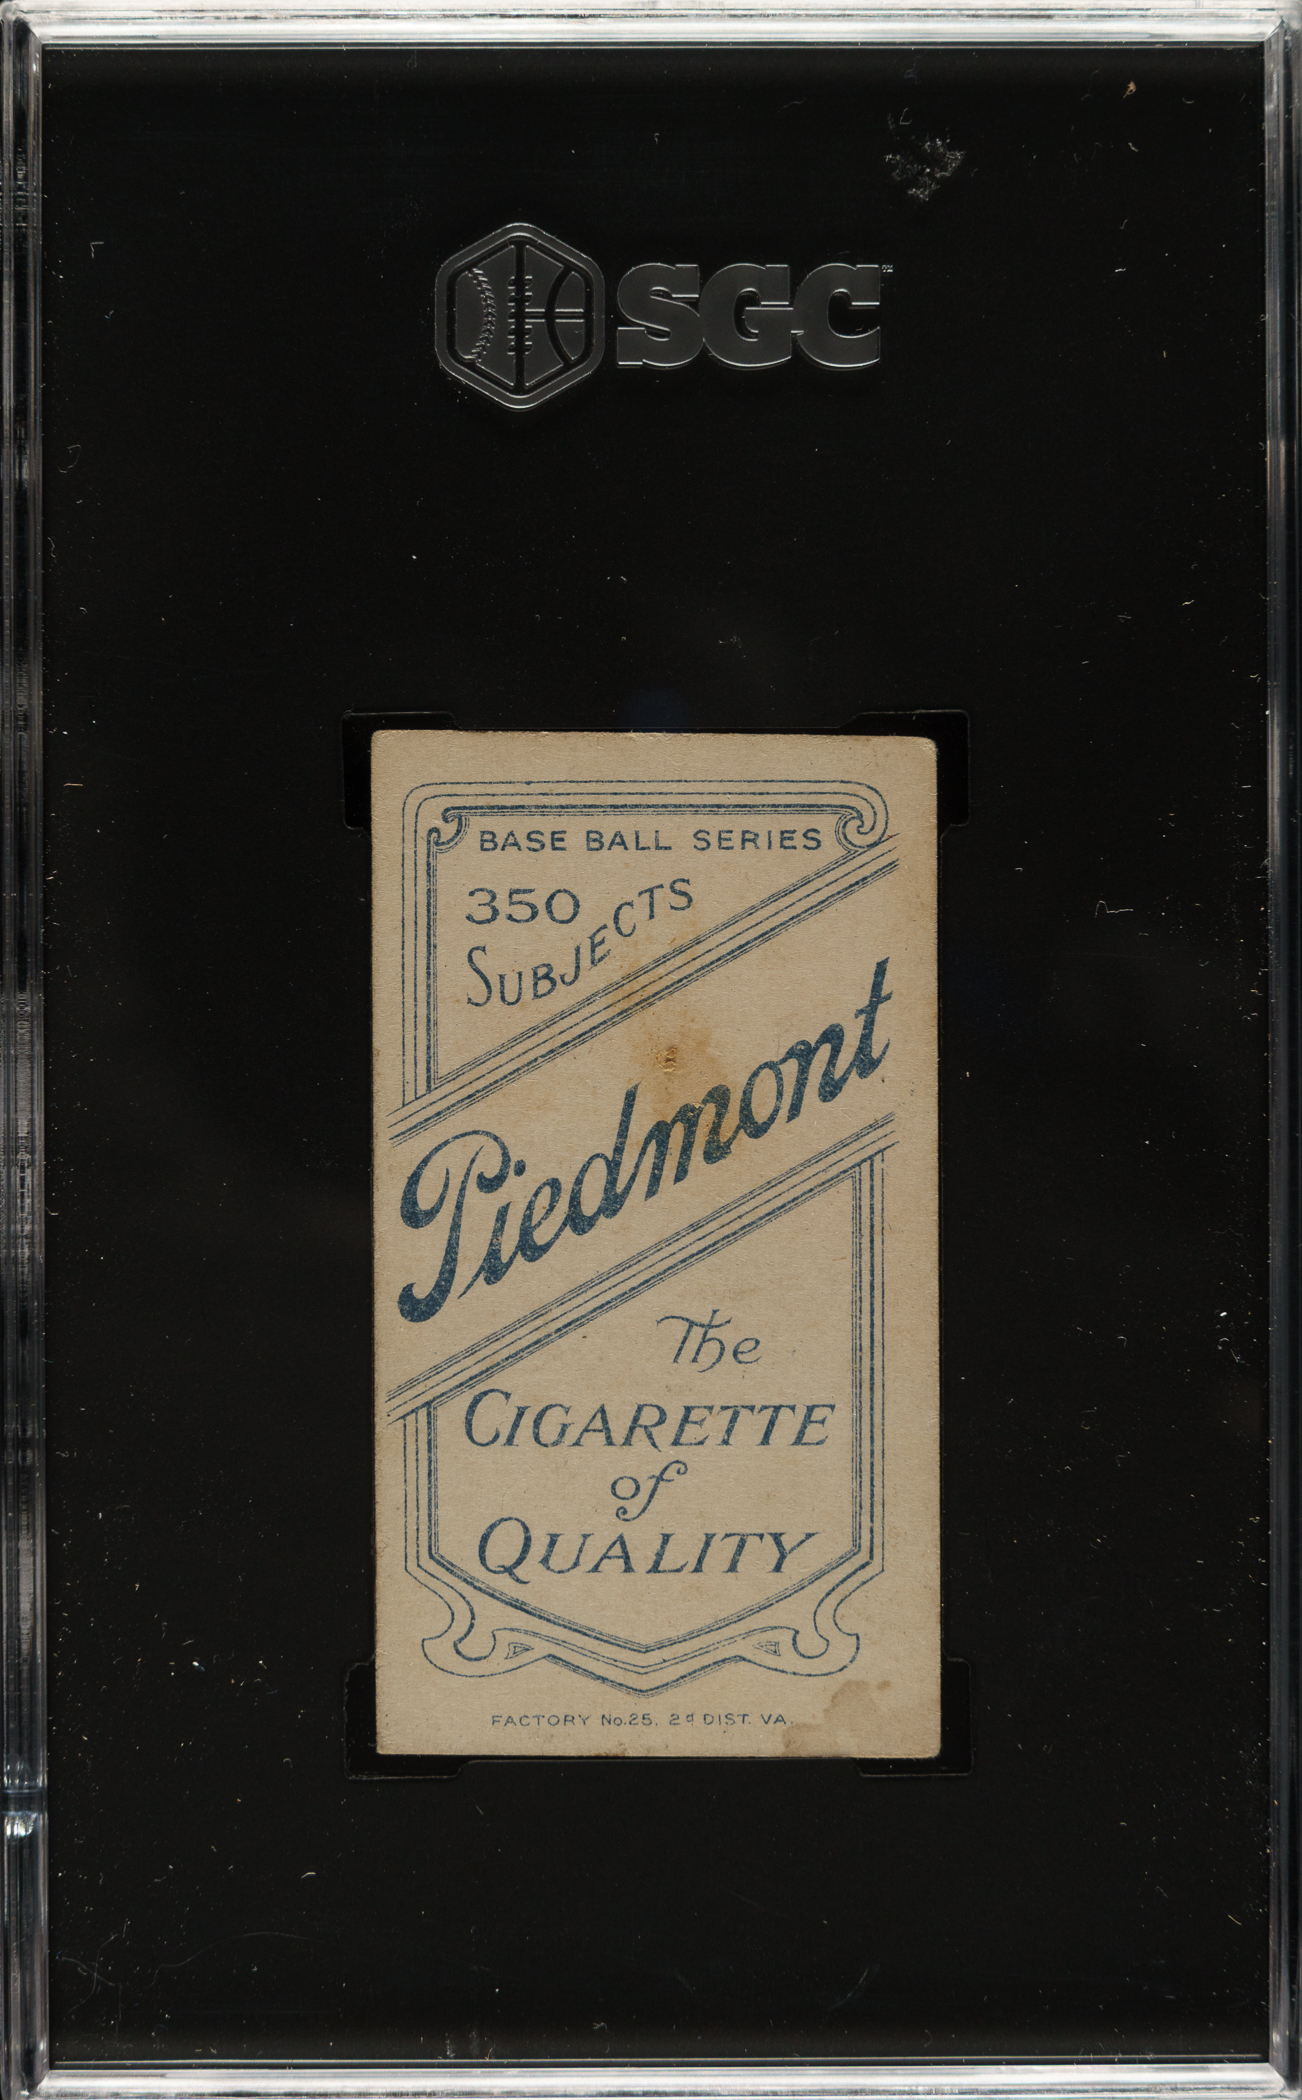 SGC
BASE BALL SERIES
350
SUBJECTS
Piedmont
The
CIGARETTE
of
QUALITY
FACTORY No.25, 2d DIST. VA.